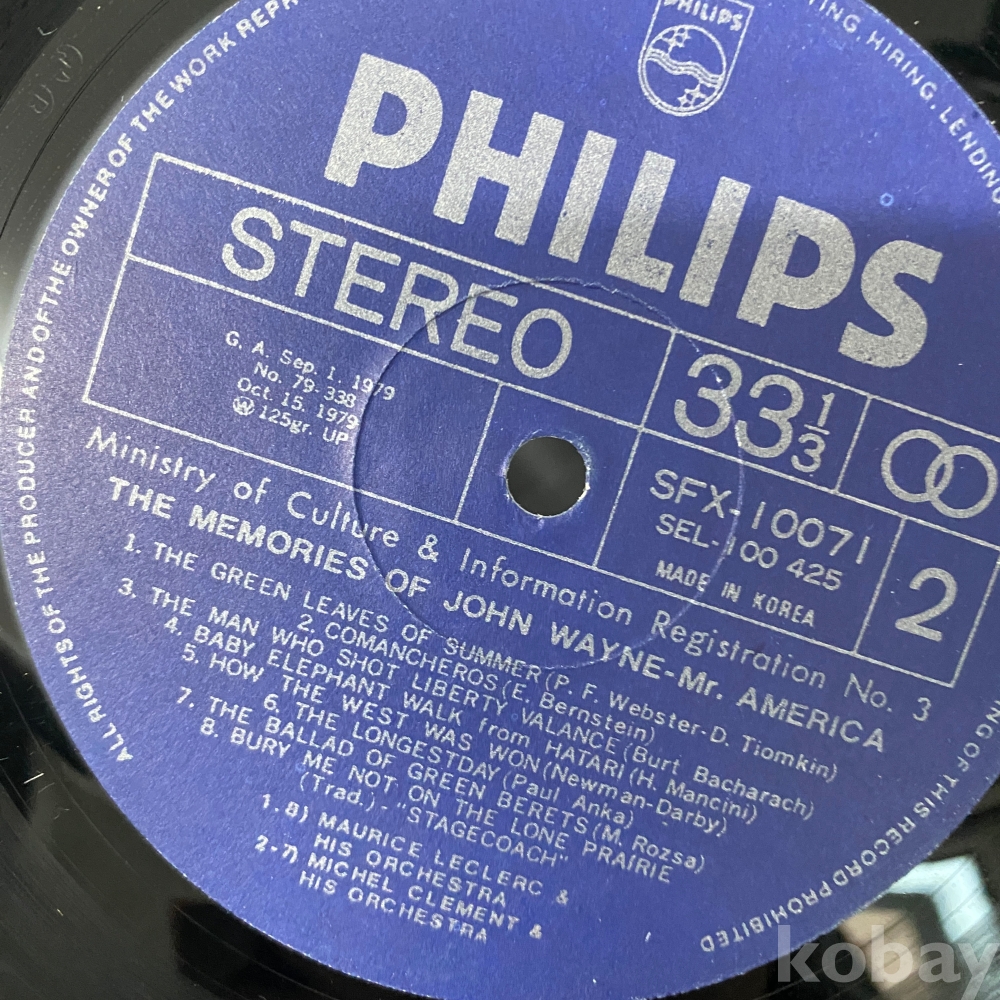 PHILIPS
ALL RIGHTS OF THE PRODUCER AND OF THE OWNER OF THE WORK
HIRING, LENDING
OF THIS RECORD PROHIBITED
PHILIPS
STEREO
33 1/3
G. A. Sep. 1. 1979
No. 79-338
Oct. 15. 1979
Ⓦ 125gr. UP
SFX-10071
SEL-100 425
MADE IN KOREA
2
Ministry of Culture & Information Registration No. 3
THE MEMORIES OF JOHN WAYNE-Mr. AMERICA
1. THE GREEN LEAVES OF SUMMER (P. F. Webster-D. Tiomkin)
2. COMANCHEROS (E. Bernstein)
3. THE MAN WHO SHOT LIBERTY VALANCE (Burt Bacharach)
4. BABY ELEPHANT WALK from HATARI (H. Mancini)
5. HOW THE WEST WAS WON (Newman-Darby)
6. THE LONGESTDAY (Paul Anka)
7. THE BALLAD OF GREEN BERETS (M. Rozsa)
8. BURY ME NOT ON THE LONE PRAIRIE
(Trad.)-"STAGECOACH"
1. 8) MAURICE LECLERC &
HIS ORCHESTRA
2-7) MICHEL CLEMENT &
HIS ORCHESTRA
kobay